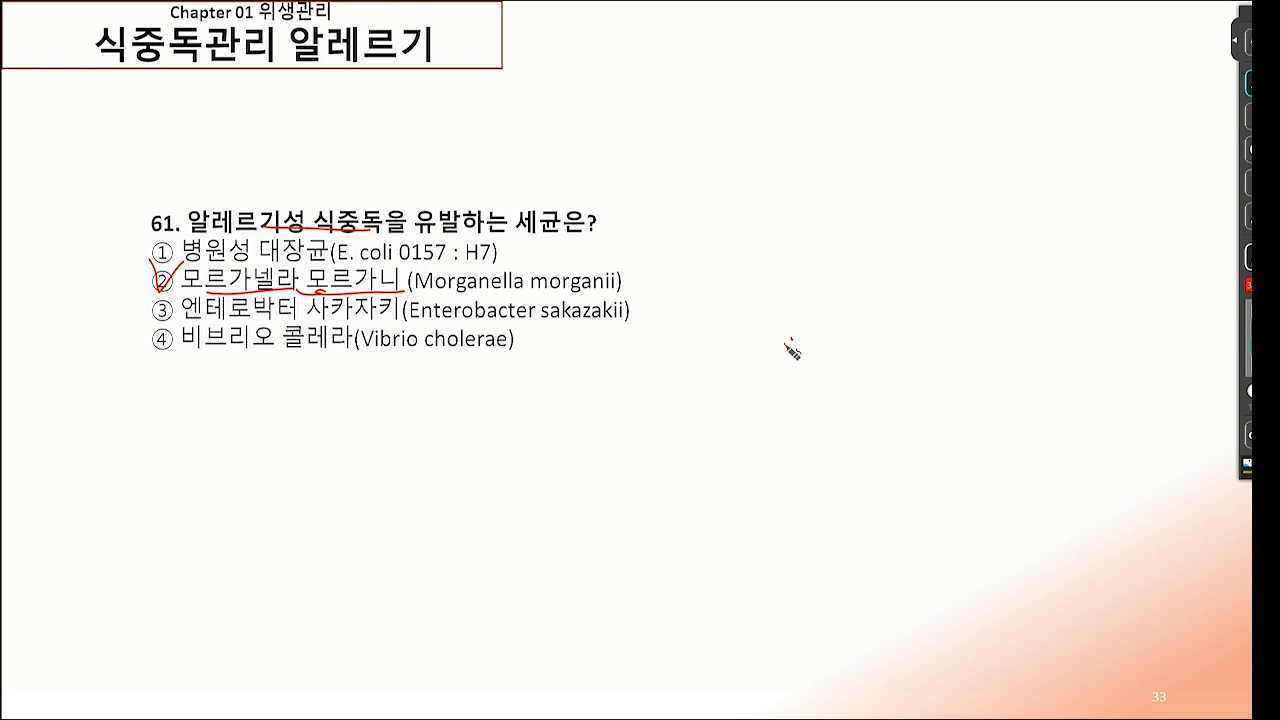 Chapter 01 위생관리
식중독관리 알레르기
61. 알레르기성 식중독을 유발하는 세균은?
① 병원성 대장균(E. coli 0157 : H7)
② 모르가넬라 모르가니 (Morganella morganii)
③ 엔테로박터 사카자키(Enterobacter sakazakii)
④ 비브리오 콜레라(Vibrio cholerae)
33